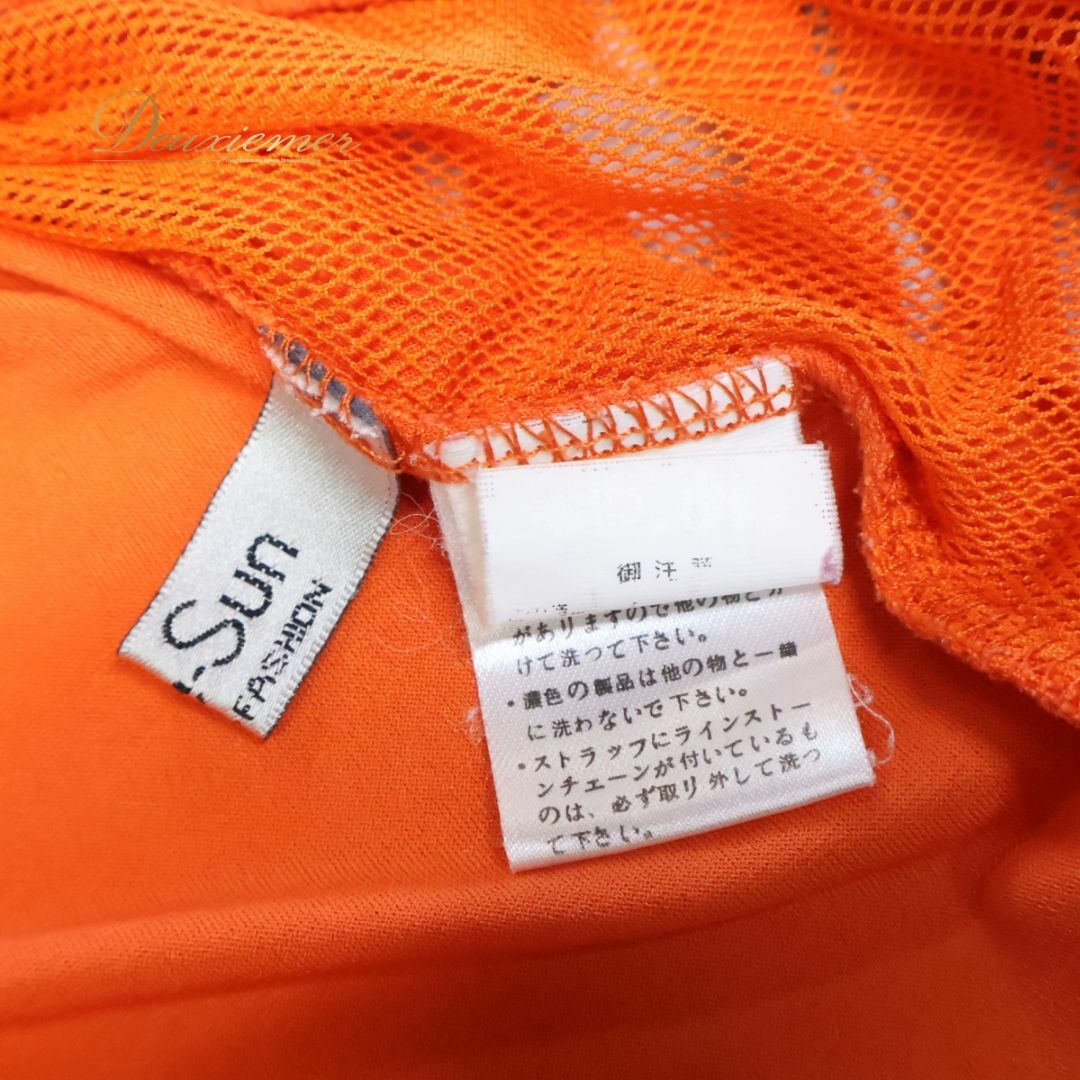 Deuxiemer
Sun
FASHION
御注
がありますので他の物と
けて洗って下さい。
・濃色の製品は他の物と一緒
に洗わないで下さい。
・ストラップにラインストー
ンチェーンが付いているも
のは、必ず取り外して洗っ
て下さい。